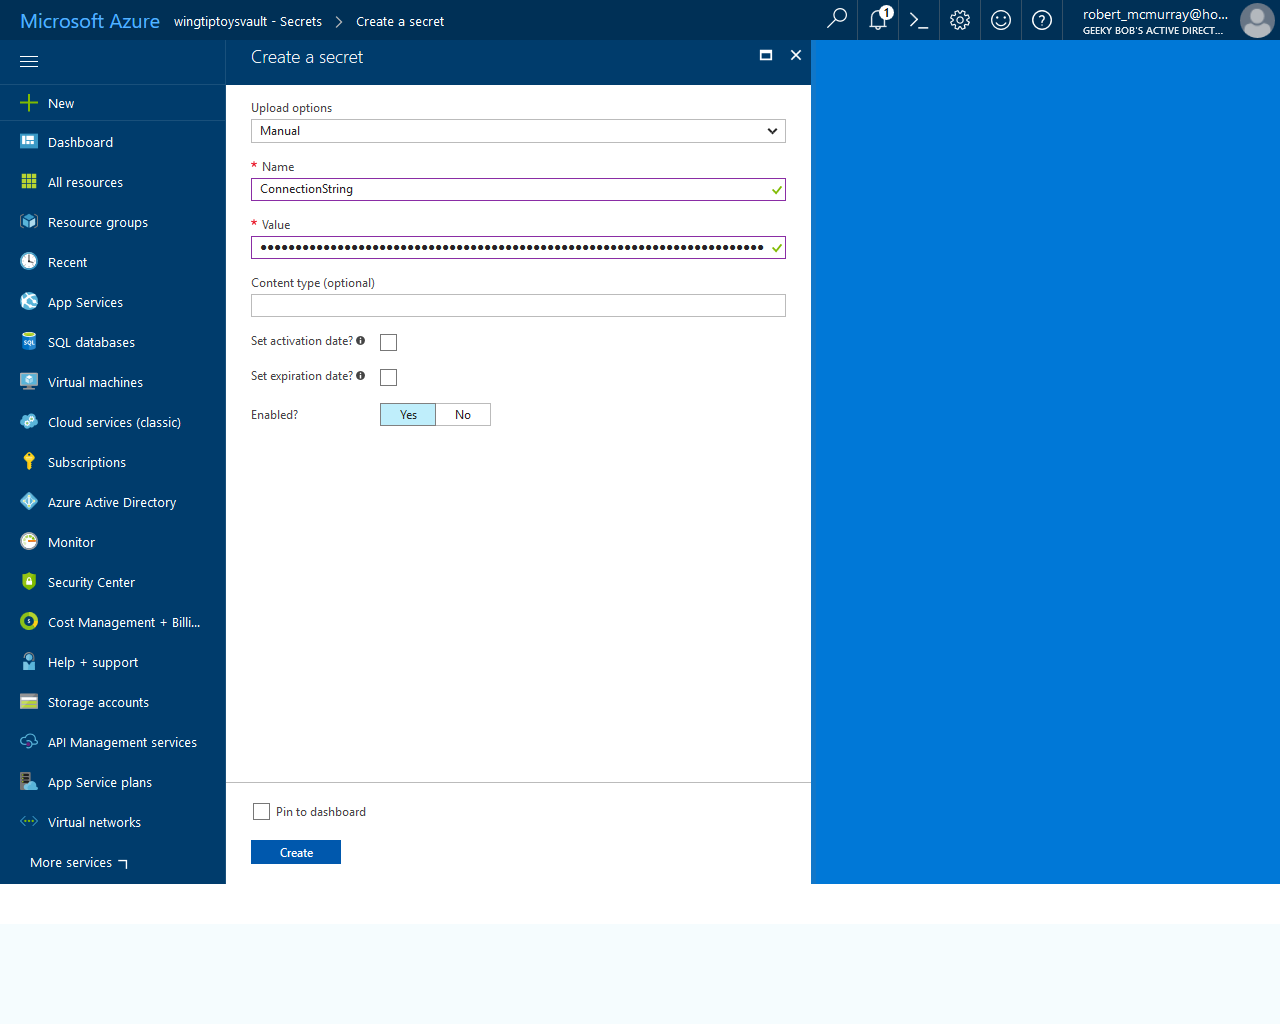 Microsoft Azure wingtiptoysvault - Secrets Create a secret 1 robert_mcmurray@ho...
GEEKY BOB'S ACTIVE DIRECT...
Create a secret
New
Dashboard
All resources
Resource groups
Recent
App Services
SQL databases
Virtual machines
Cloud services (classic)
Subscriptions
Azure Active Directory
Monitor
Security Center
Cost Management + Billi...
Help + support
Storage accounts
API Management services
App Service plans
Virtual networks
More services
Upload options
Manual
* Name
ConnectionString
* Value
Content type (optional)
Set activation date?
Set expiration date?
Enabled? Yes No
Pin to dashboard
Create